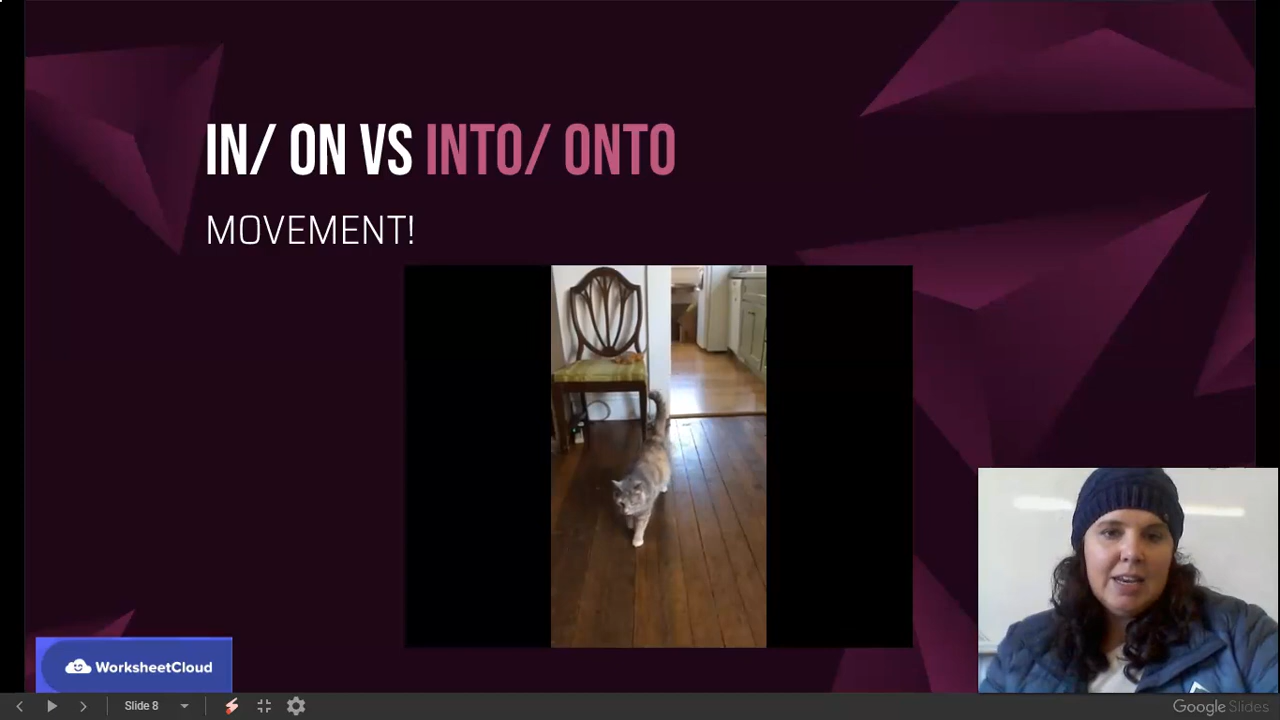 IN/ ON VS INTO/ ONTO
MOVEMENT!
WorksheetCloud
Slide 8
Google Slides